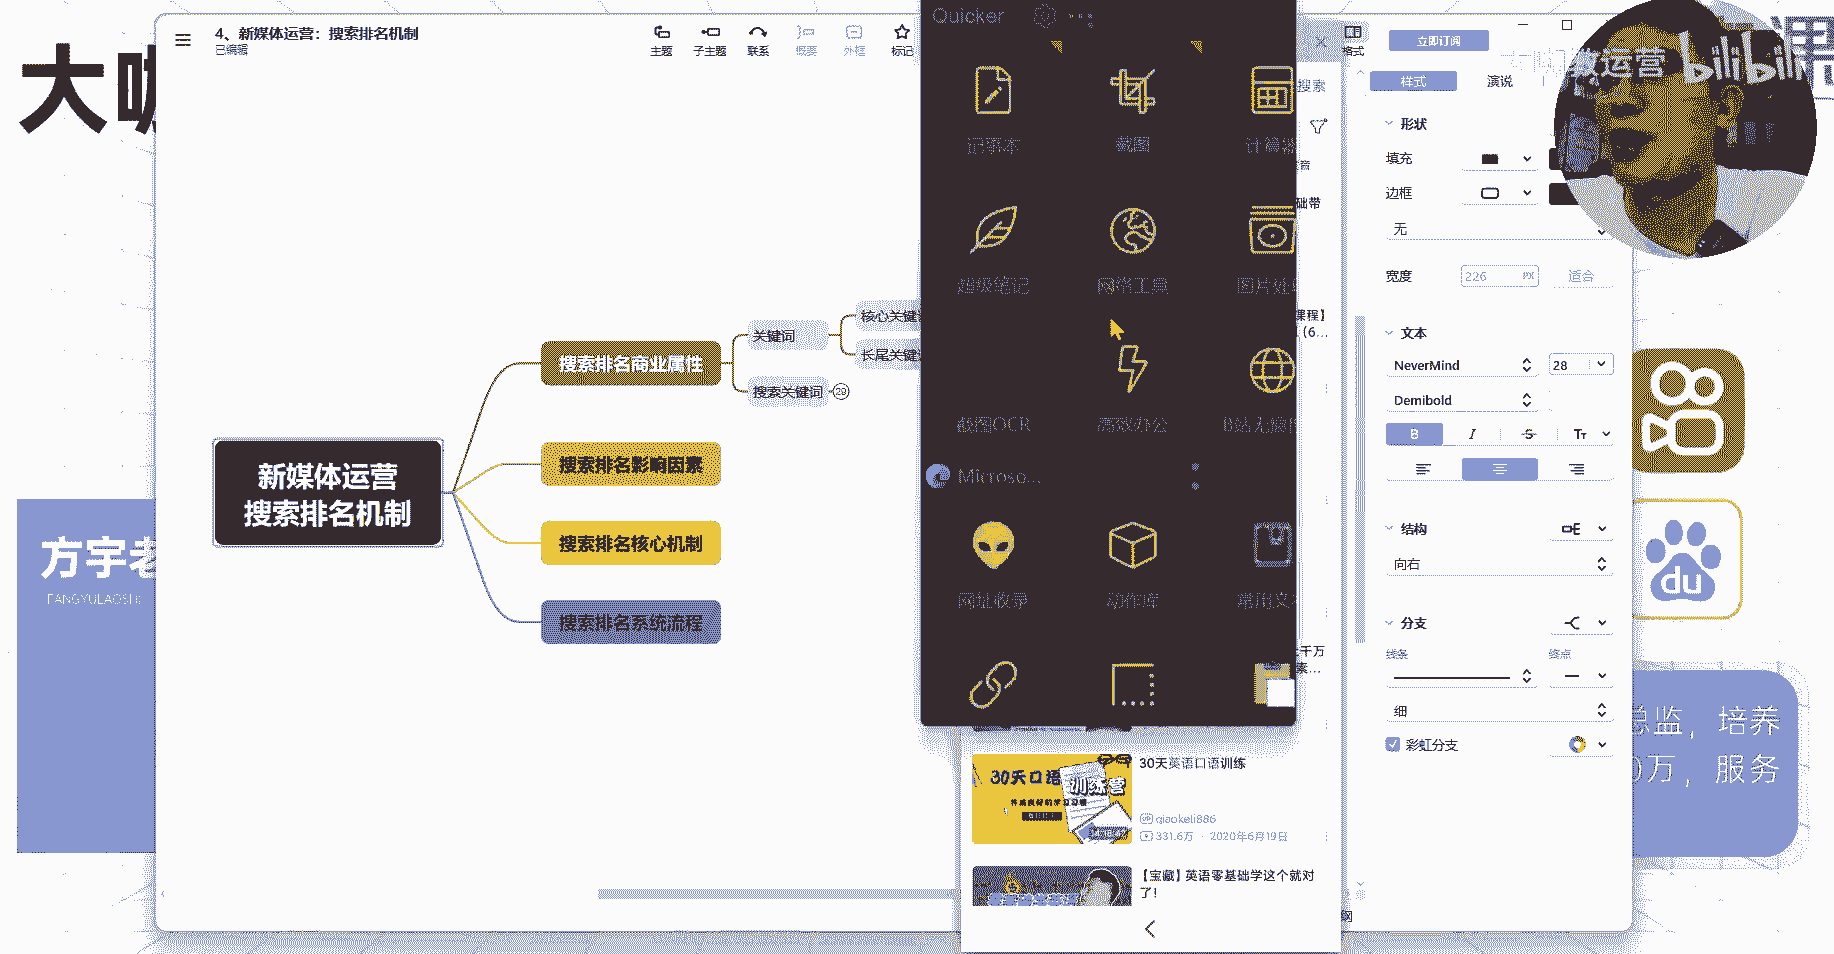 大咖
4、新媒体运营：搜索排名机制
已编辑
主题
子主题
联系
概要
外框
标记
格式
立即订阅
教运营 bilibili
课
样式
演说
形状
填充
边框
无
宽度
226
PX
适合
文本
NeverMind
28
Demibold
B
I
S
Tт
结构
向右
分支
线条
终点
细
彩虹分支
新媒体运营
搜索排名机制
搜索排名商业属性
关键词
核心关键
长尾关键
搜索关键词
29
搜索排名影响因素
搜索排名核心机制
搜索排名系统流程
Quicker
记事本
截图
计算
超级笔记
网络工具
图片处
截图OCR
高效办公
B站无
Microso...
网址收录
动作库
常用文
搜索
础带
课程】
（6...
千万
30天口语
训练营
30天英语口语训练
qiaokeli886
331.6万 · 2020年6月19日
【宝藏】英语零基础学这个就对
了！
方宇老
FANGYULAOSHI
du
总监，培养
0万，服务